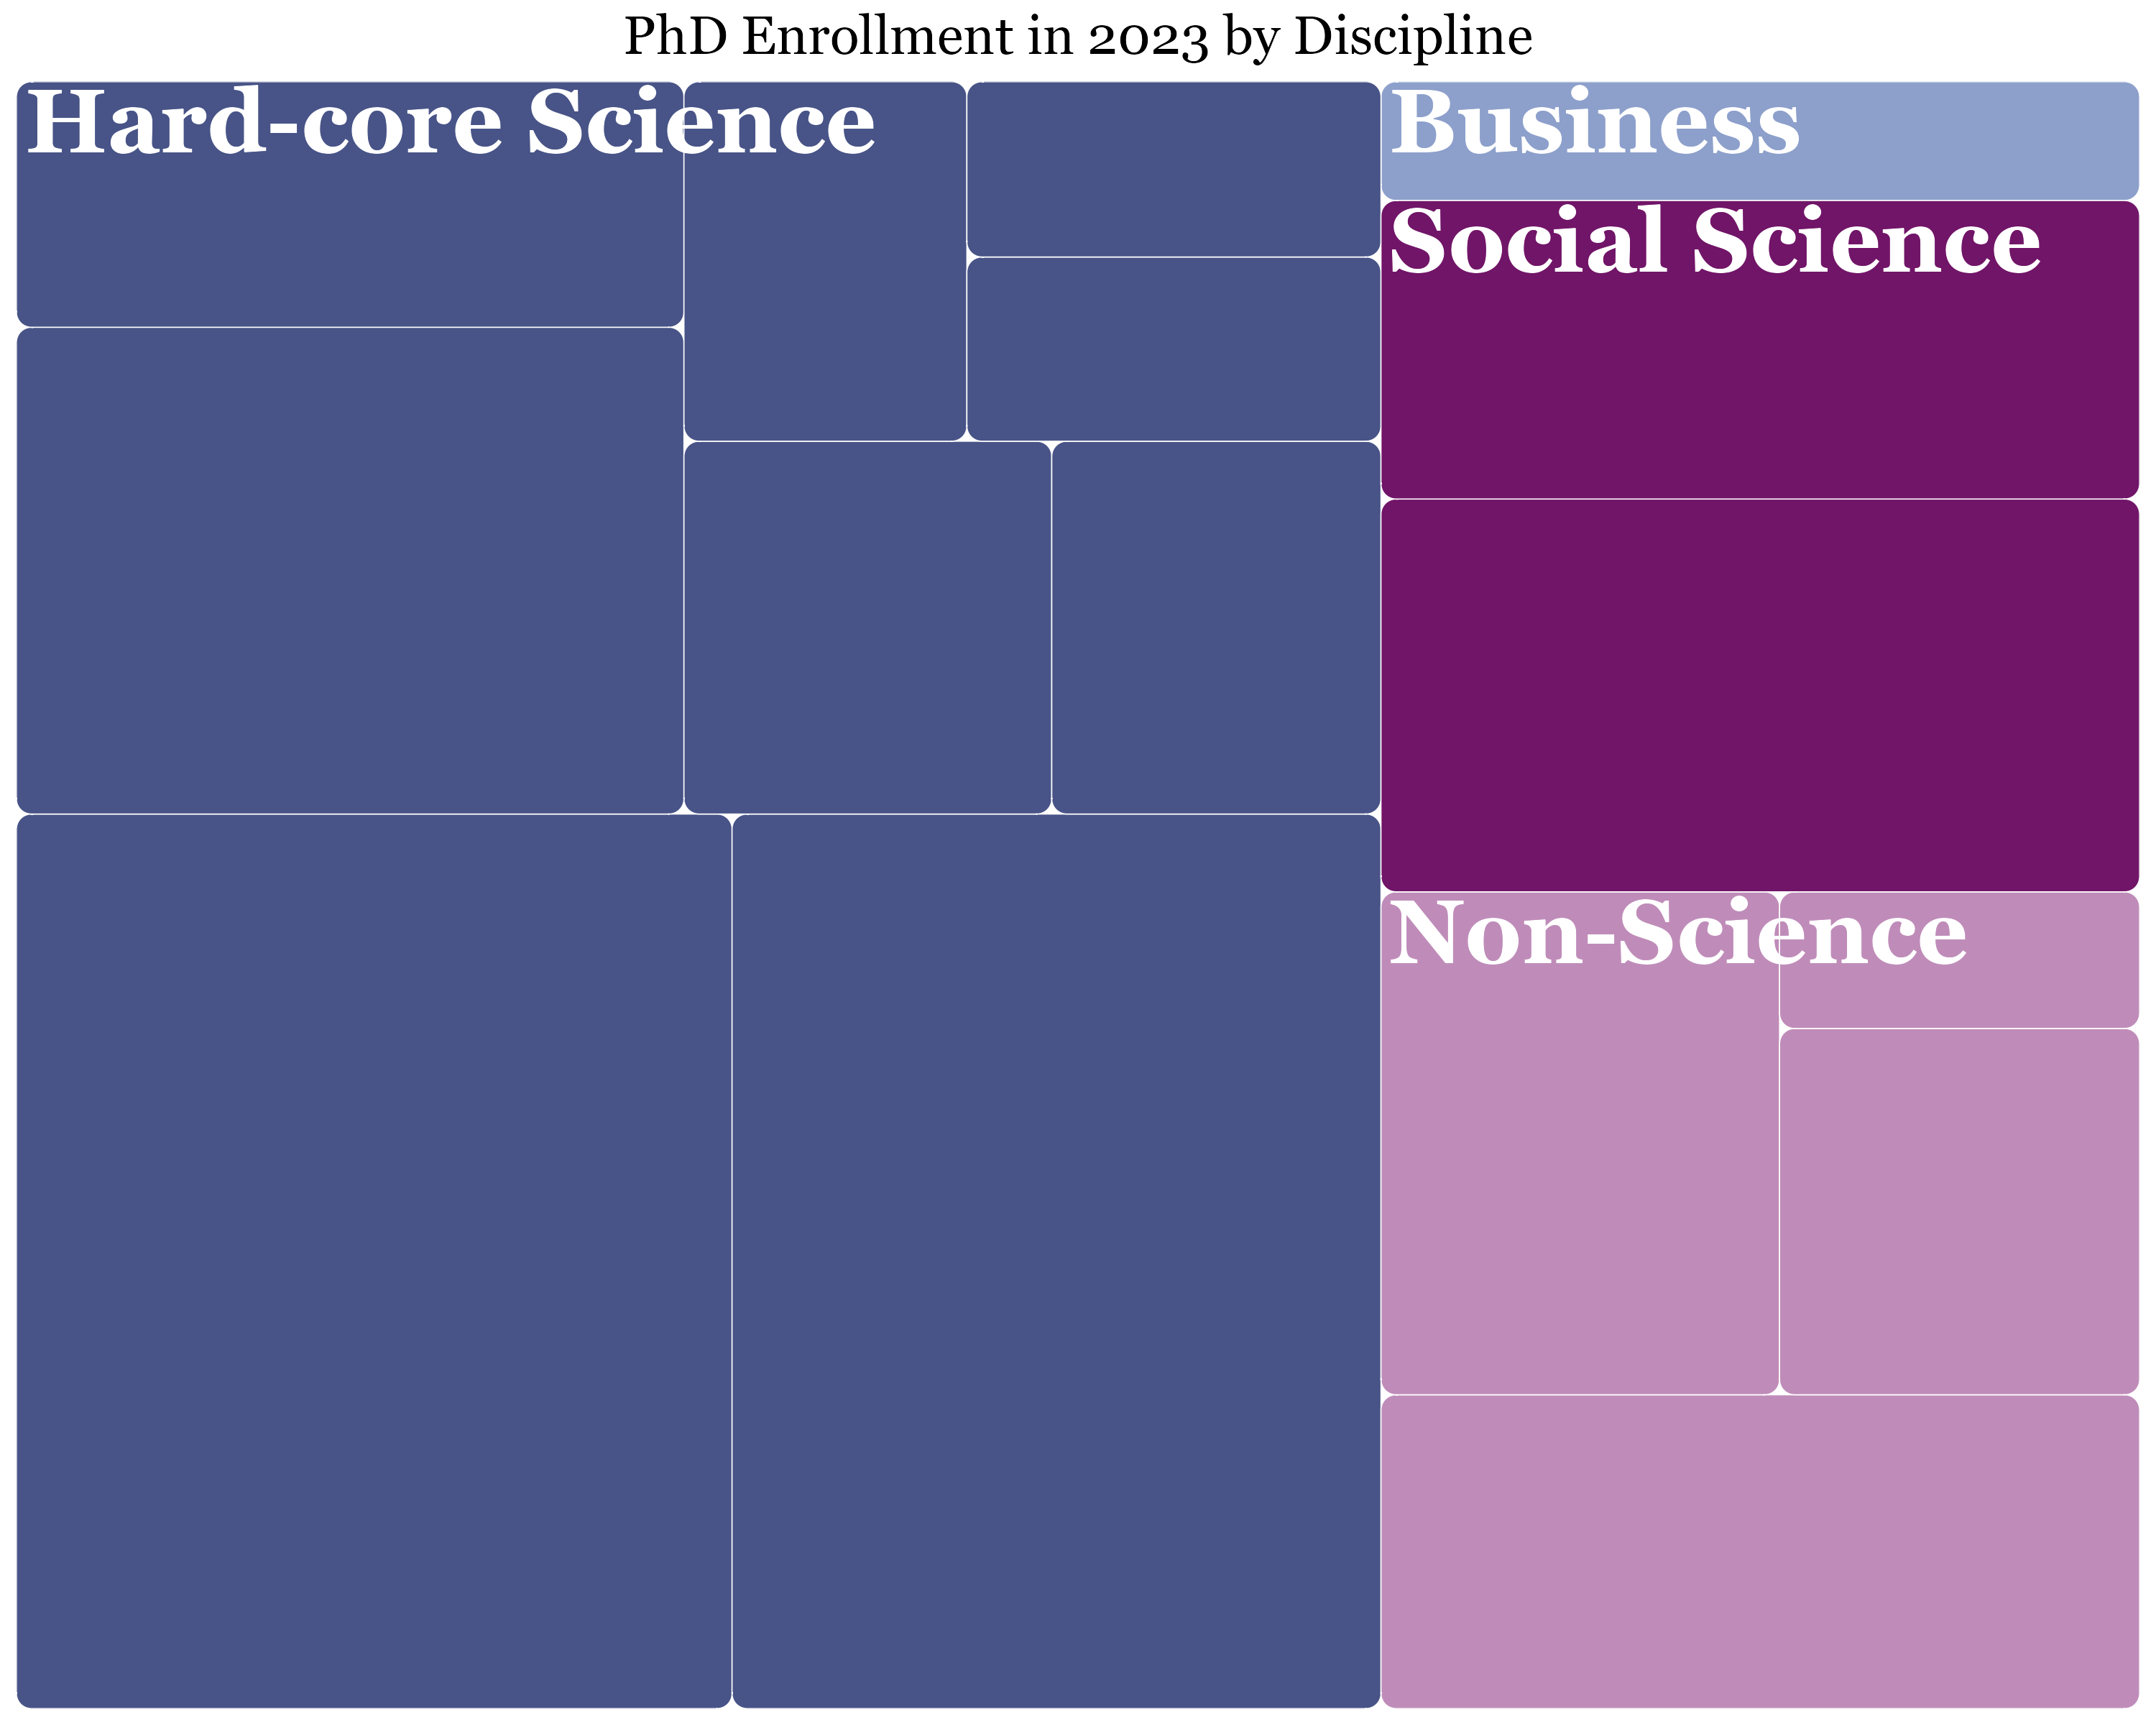 PhD Enrollment in 2023 by Discipline
Hard-core Science
Business
Social Science
Non-Science